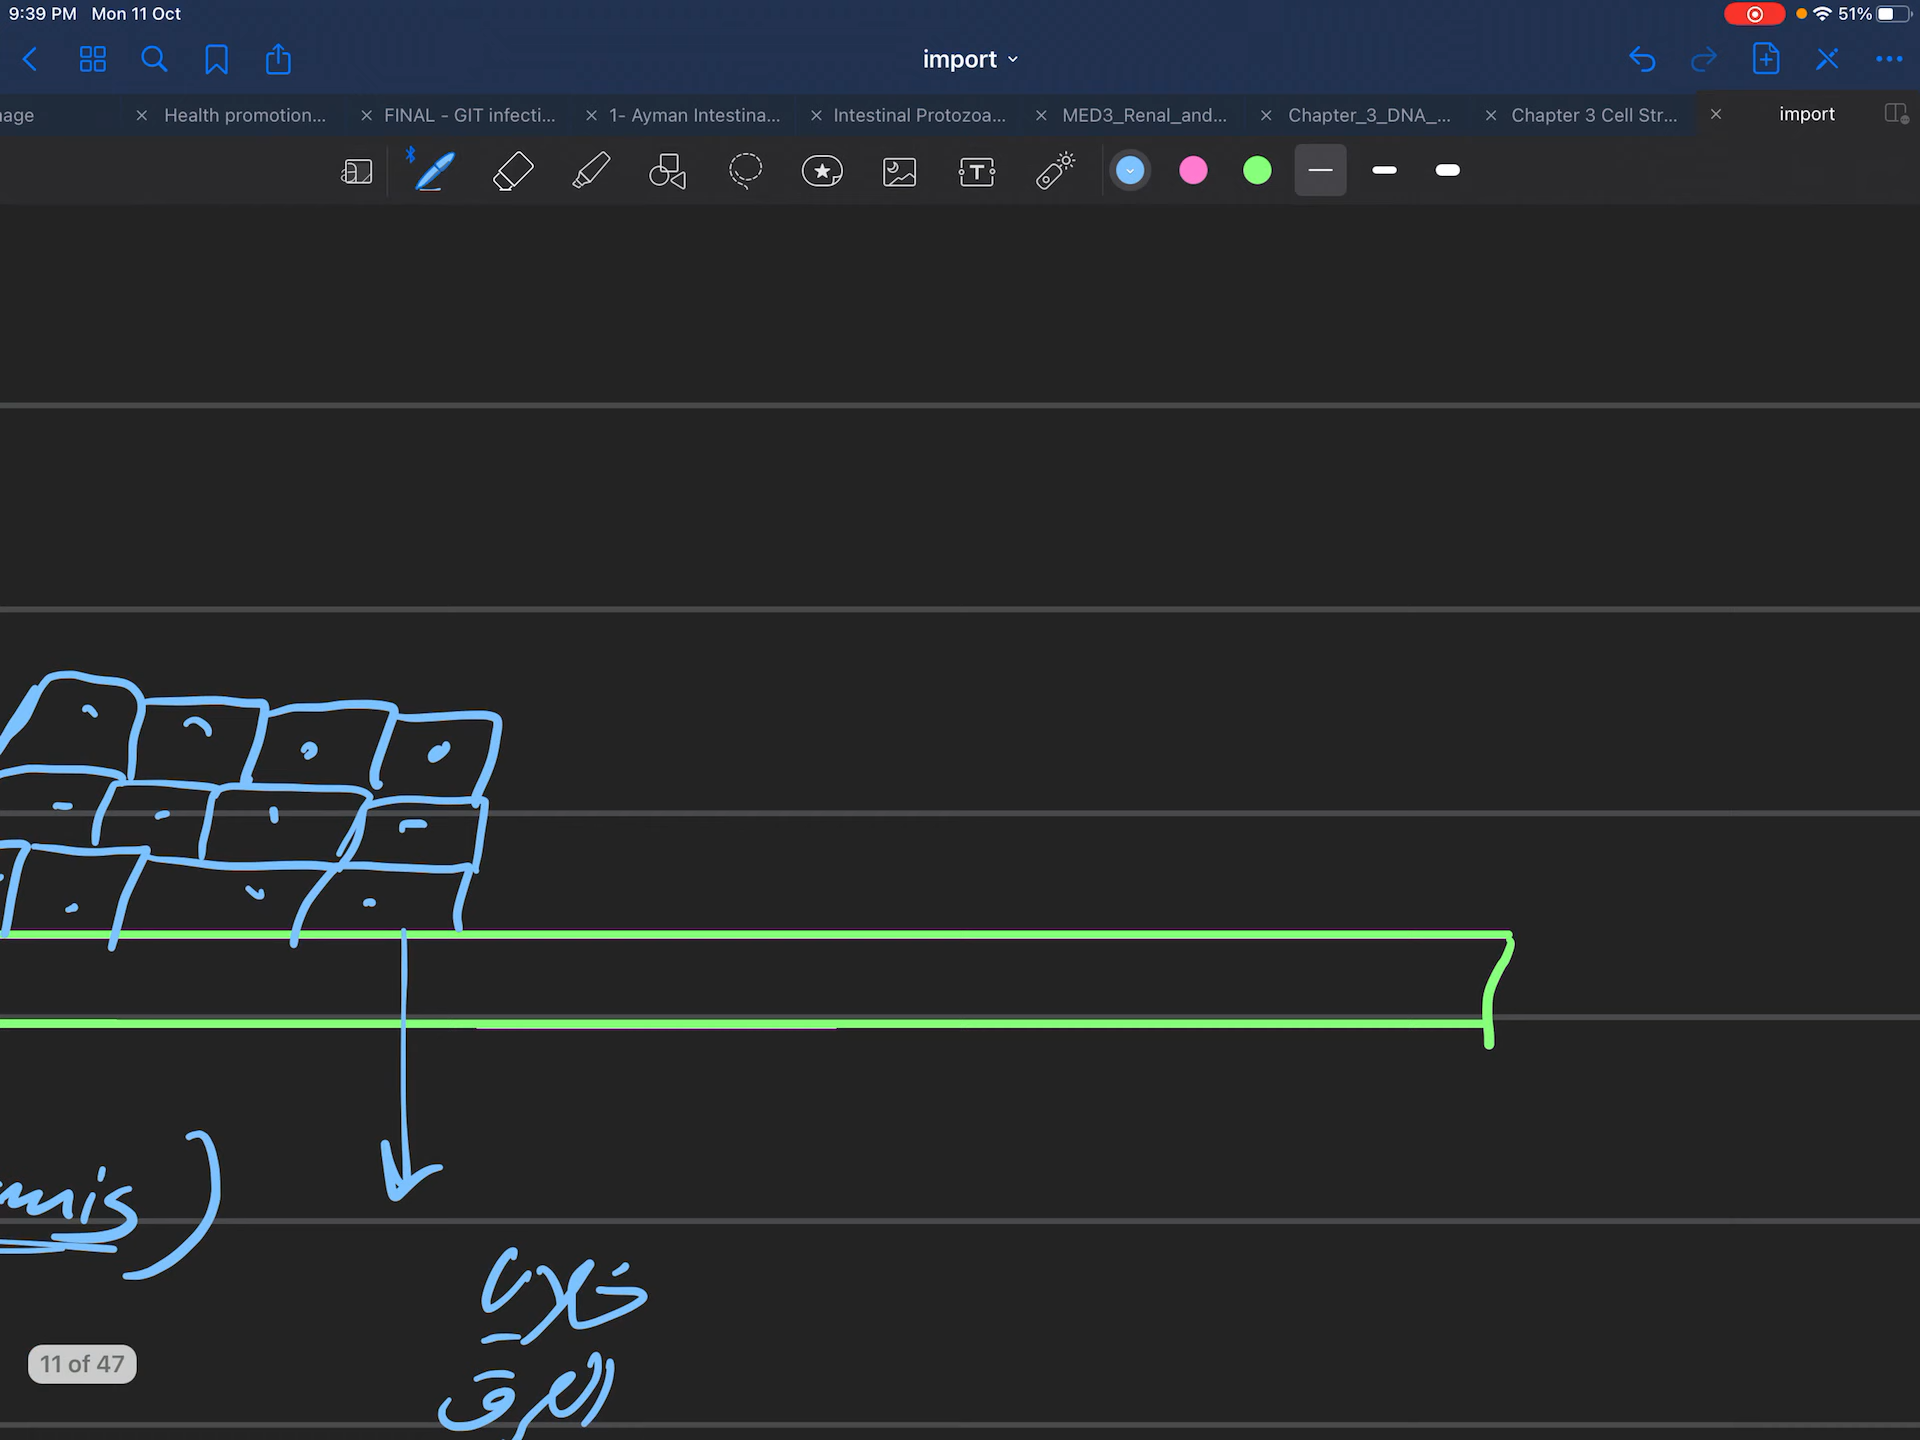 9:39 PM Mon 11 Oct 51%
import
age Health promotion... FINAL - GIT infecti... 1- Ayman Intestina... Intestinal Protozoa... MED3_Renal_and... Chapter_3_DNA_... Chapter 3 Cell Str... import
T
mis)
خلايا
العرق
11 of 47